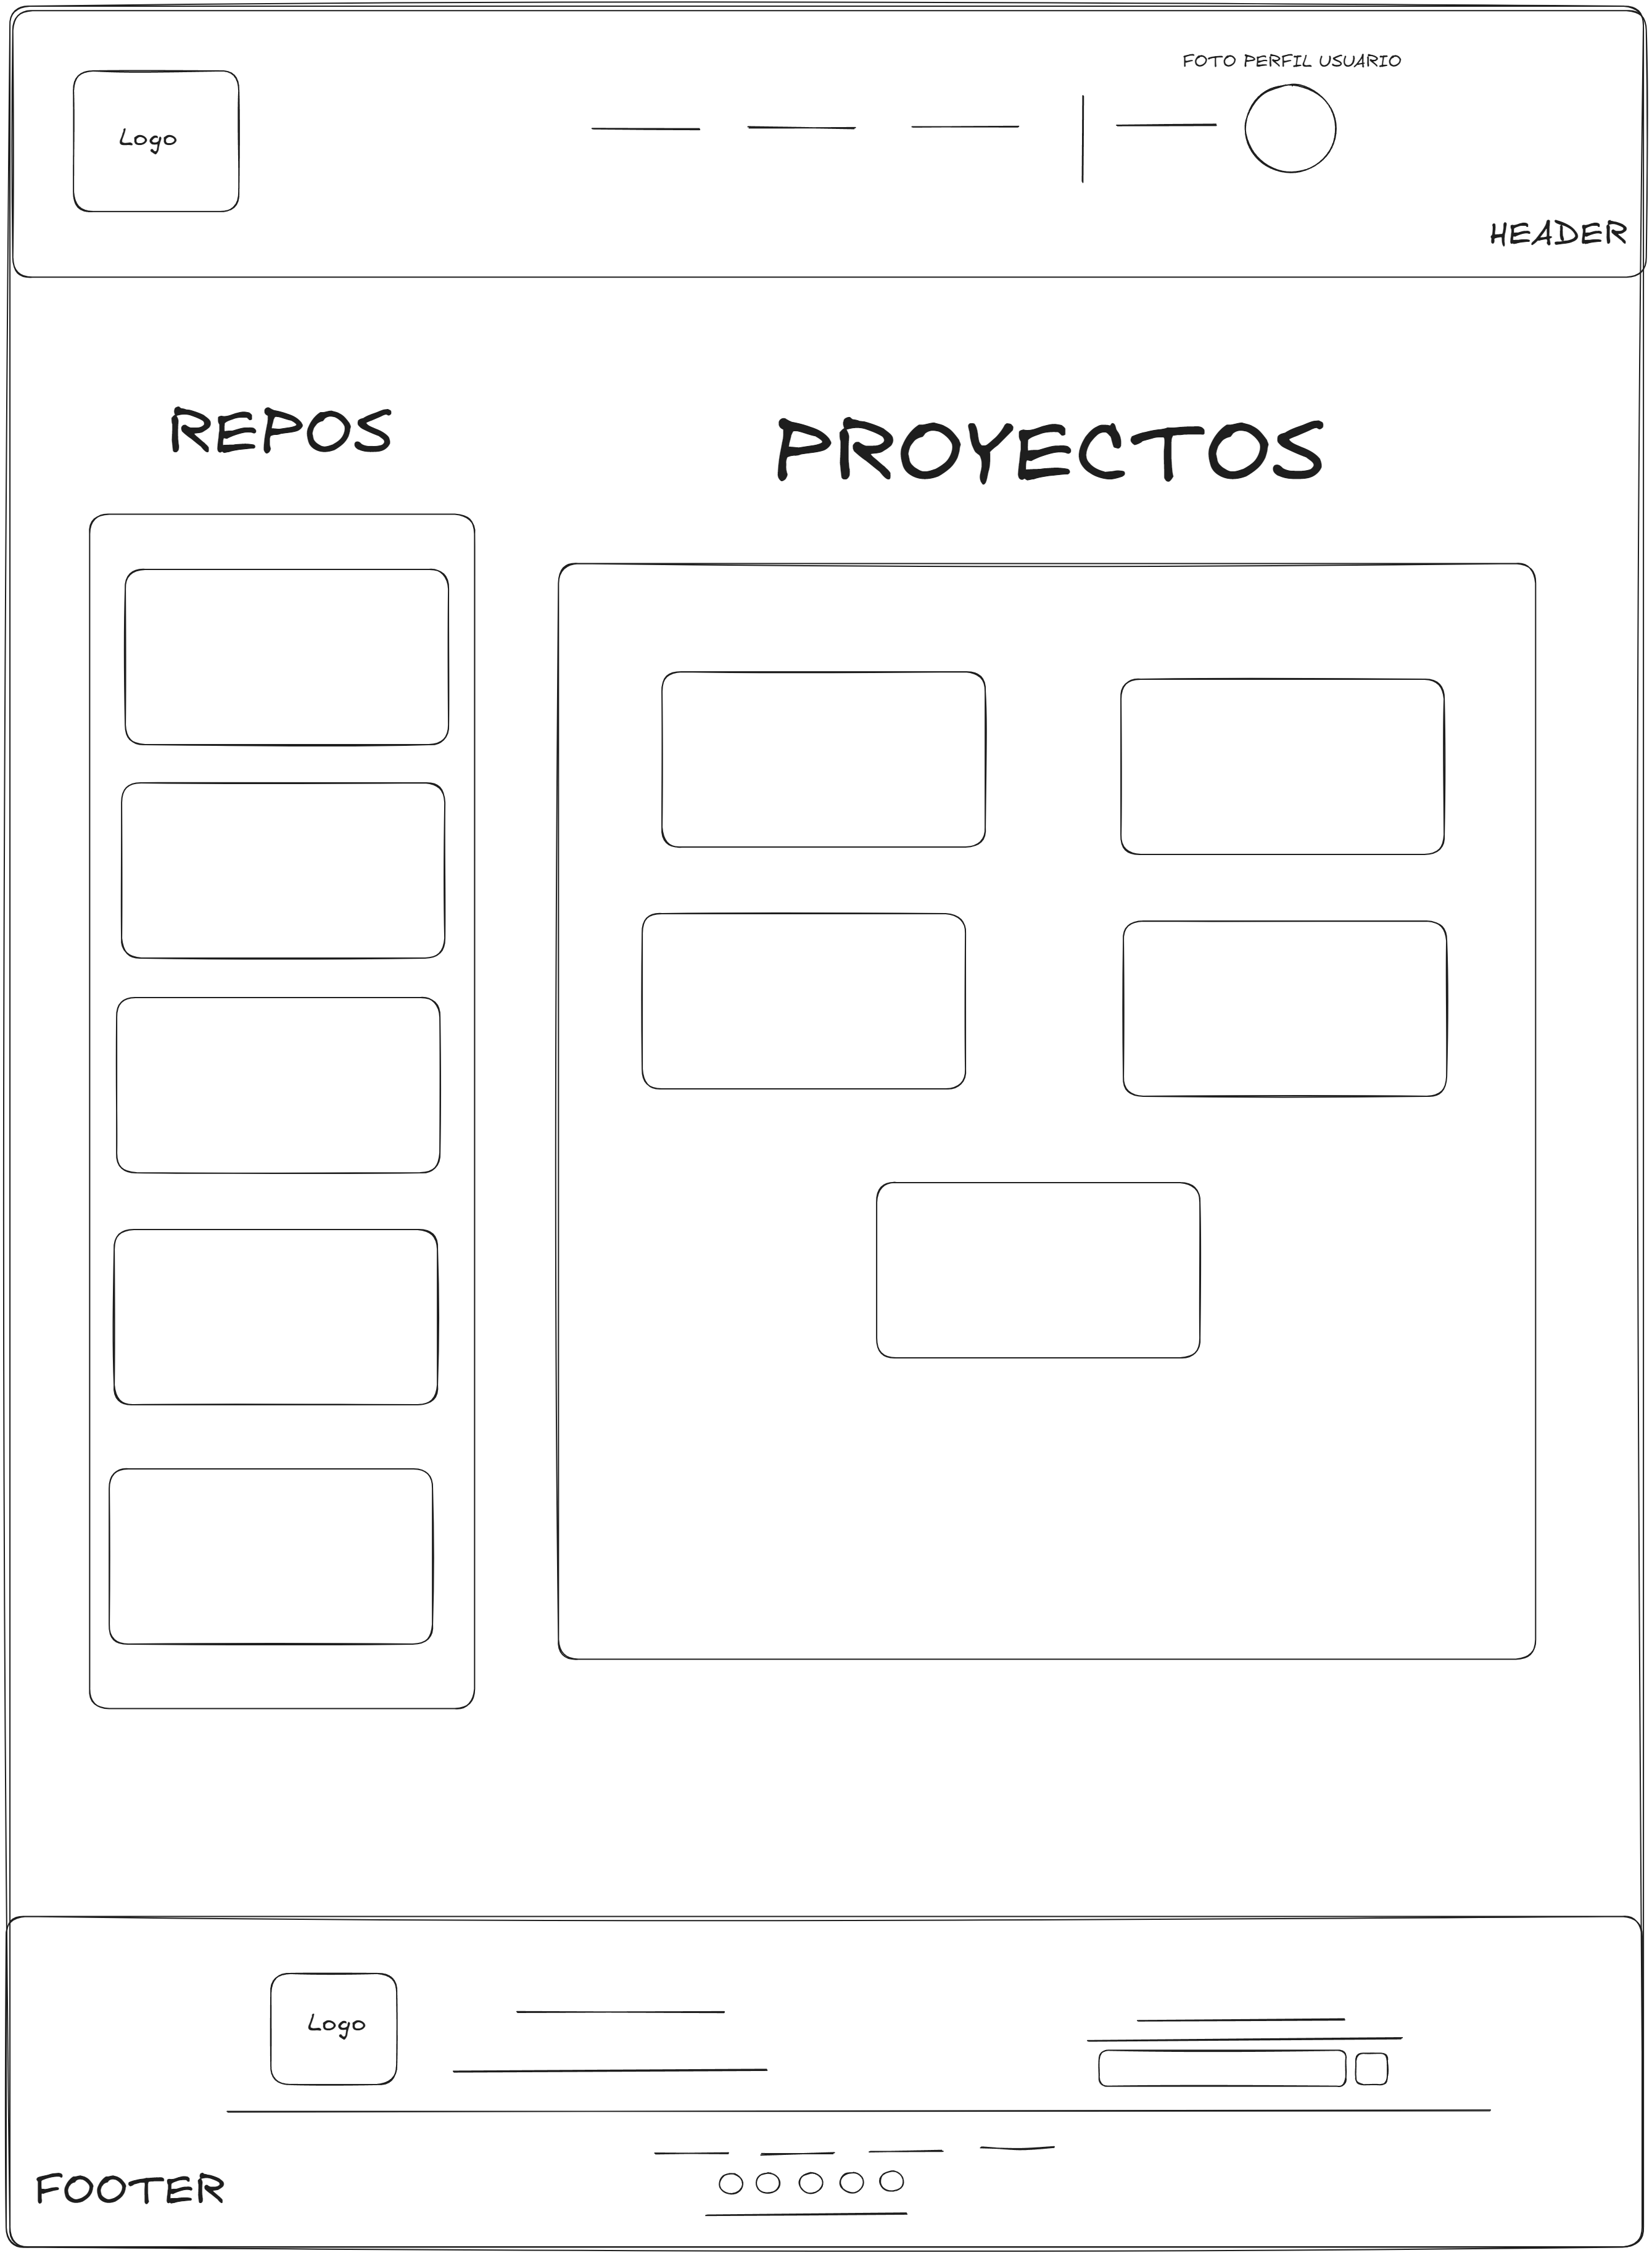 FOTO PERFIL USUARIO
Logo
HEADER
REPOS
PROYECTOS
Logo
FOOTER